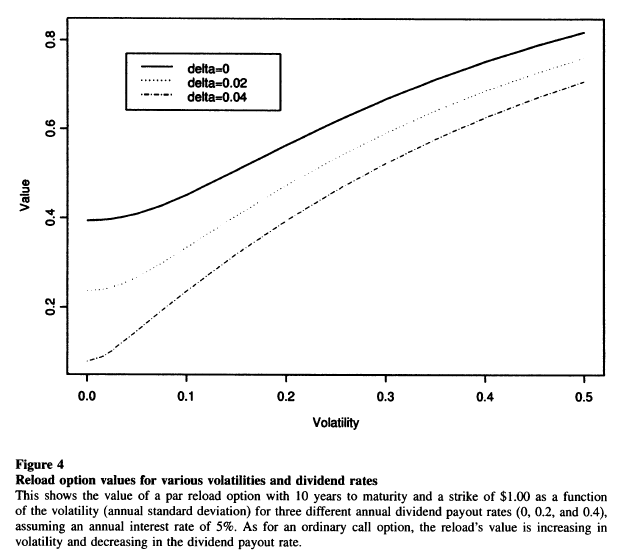 0.8
0.6
0.4
0.2
Value
delta=0
delta=0.02
delta=0.04
0.0 0.1 0.2 0.3 0.4 0.5
Volatility
Figure 4
Reload option values for various volatilities and dividend rates
This shows the value of a par reload option with 10 years to maturity and a strike of $1.00 as a function
of the volatility (annual standard deviation) for three different annual dividend payout rates (0, 0.2, and 0.4),
assuming an annual interest rate of 5%. As for an ordinary call option, the reload's value is increasing in
volatility and decreasing in the dividend payout rate.